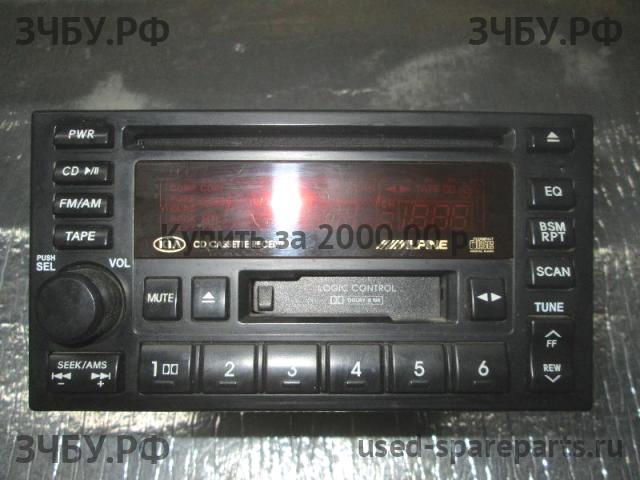 ЗЧБУ.РФ ЗЧБУ.РФ
PWR
CD
FM/AM
TAPE
EQ
BSM
RPT
SCAN
TUNE
FF
REW
KIA CD CASSETTE RECEIVER ALPINE
Купить за 2000.00 р.
PUSH
SEL
VOL
MUTE
LOGIC CONTROL
DOLBY B NR
SEEK/AMS
- +
1 2 3 4 5 6
ЗЧБУ.РФ used-spareparts.ru